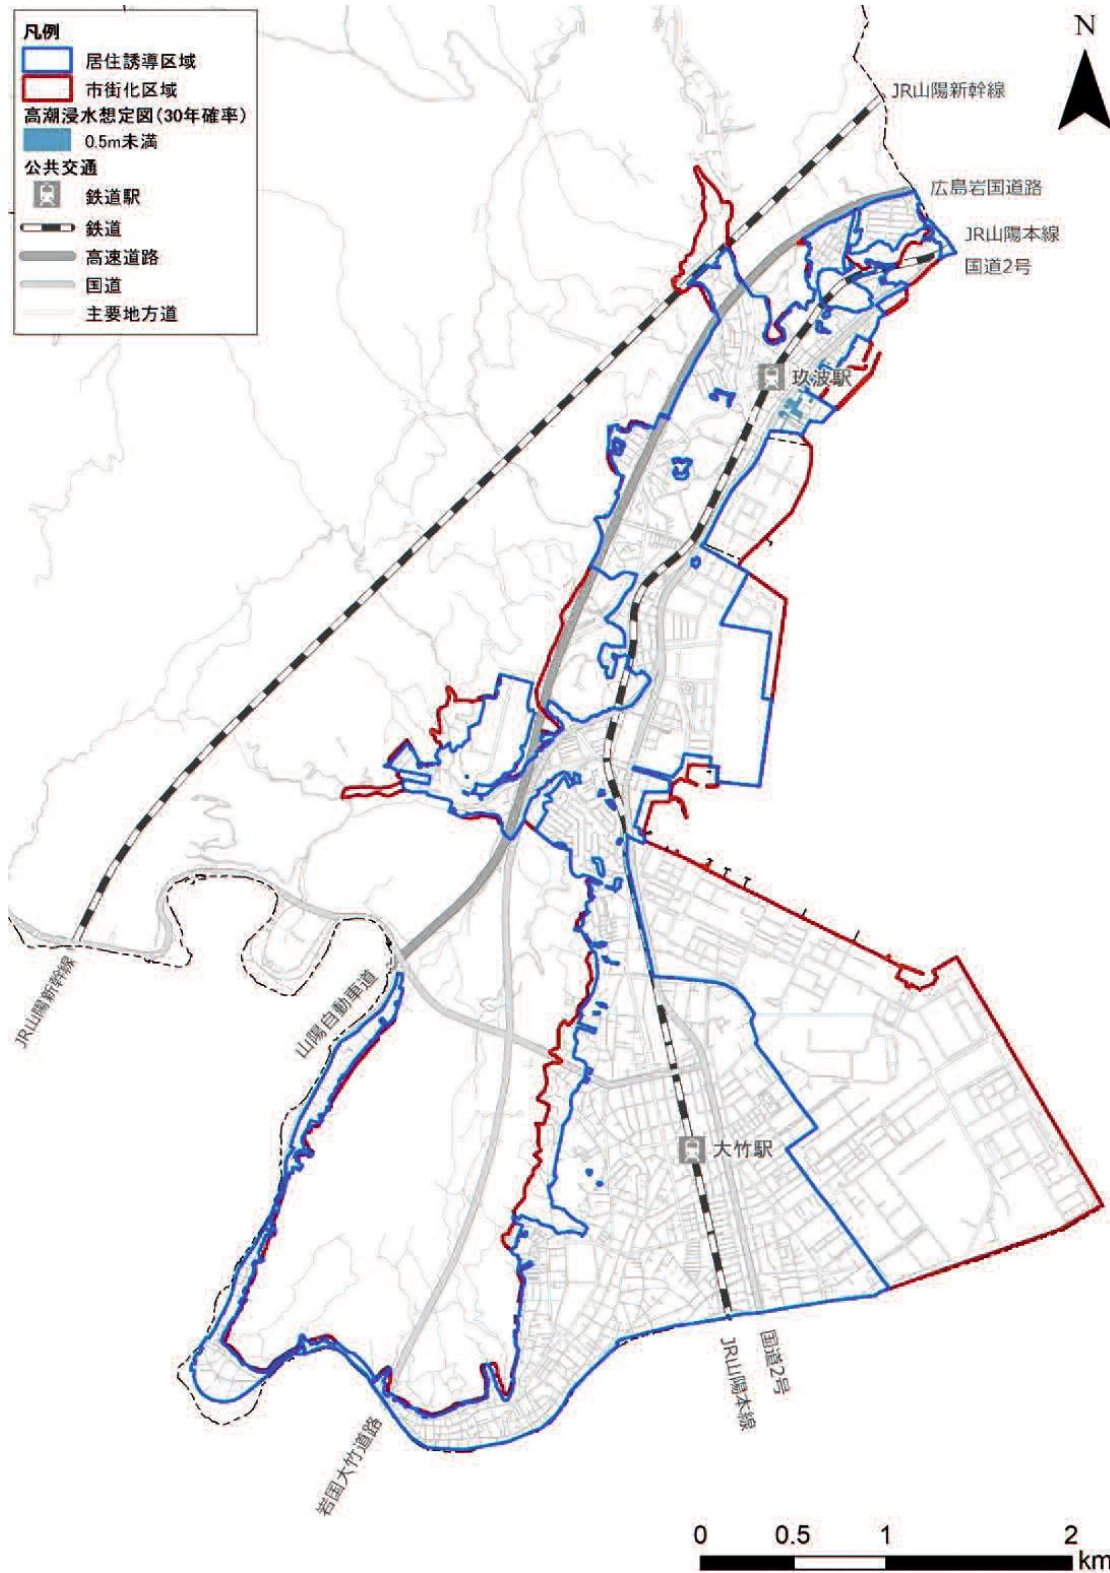 凡例
居住誘導区域
市街化区域
高潮浸水想定図(30年確率)
0.5m未満
公共交通
鉄道駅
鉄道
高速道路
国道
主要地方道
N
JR山陽新幹線
広島岩国道路
JR山陽本線
国道2号
玖波駅
JR山陽新幹線
山陽自動車道
大竹駅
岩国大竹道路
JR山陽本線
国道2号
0 0.5 1 2
km